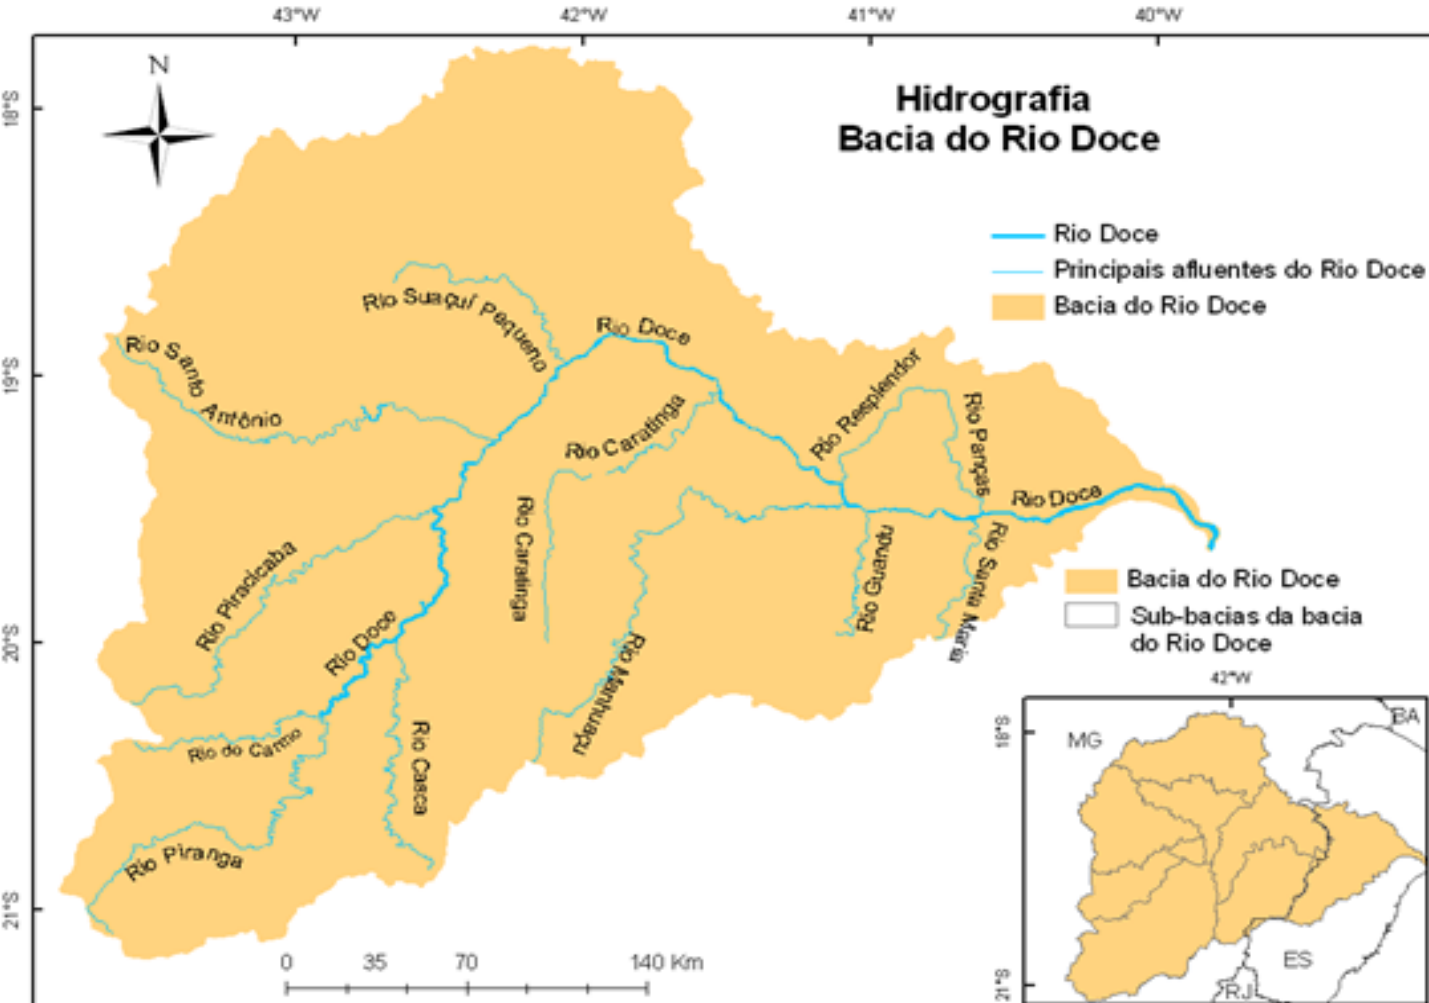 43°W
42°W
41°W
40°W
18°S
N
Hidrografia
Bacia do Rio Doce
Rio Doce
Principais afluentes do Rio Doce
Bacia do Rio Doce
Rio Suaçuí Pequeno
Rio Doce
Rio Santo Antônio
19°S
Rio Caratinga
Rio Resplendor
Rio Panças
Rio Doce
Rio Caratinga
Rio Guandu
Rio Santa Maria
Rio Piracicaba
Rio Doce
Rio Manhuaçu
20°S
Bacia do Rio Doce
Sub-bacias da bacia
do Rio Doce
Rio do Carmo
Rio Casca
Rio Piranga
21°S
0 35 70 140 Km
42°W
18°S
MG
BA
ES
RJ
21°S